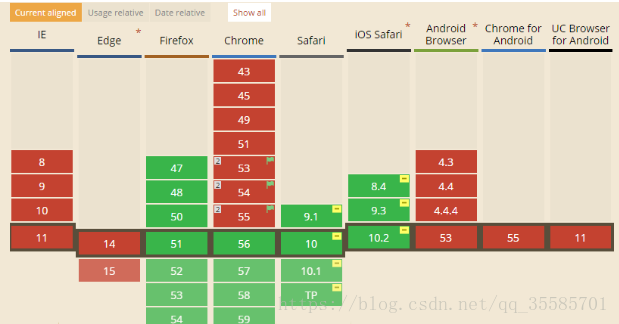 Current aligned Usage relative Date relative Show all
IE Edge * Firefox Chrome Safari iOS Safari * Android Browser * Chrome for Android UC Browser for Android
43
45
49
51
8 47 2 53 4.3
9 48 2 54 8.4 4.4
10 50 2 55 9.1 9.3 4.4.4
11 14 51 56 10 10.2 53 55 11
15 52 57 10.1
53 58 TP
54 59
https://blog.csdn.net/qq_35585701